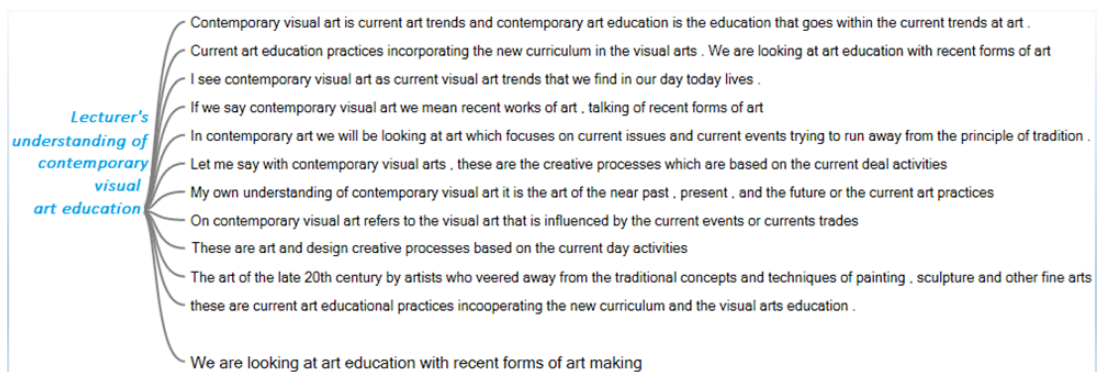 Contemporary visual art is current art trends and contemporary art education is the education that goes within the current trends at art .
Current art education practices incorporating the new curriculum in the visual arts . We are looking at art education with recent forms of art
I see contemporary visual art as current visual art trends that we find in our day today lives .
If we say contemporary visual art we mean recent works of art , talking of recent forms of art
Lecturer's
understanding of
contemporary
visual
art education
In contemporary art we will be looking at art which focuses on current issues and current events trying to run away from the principle of tradition .
Let me say with contemporary visual arts , these are the creative processes which are based on the current deal activities
My own understanding of contemporary visual art it is the art of the near past , present , and the future or the current art practices
On contemporary visual art refers to the visual art that is influenced by the current events or currents trades
These are art and design creative processes based on the current day activities
The art of the late 20th century by artists who veered away from the traditional concepts and techniques of painting , sculpture and other fine arts
these are current art educational practices incooperating the new curriculum and the visual arts education .
We are looking at art education with recent forms of art making